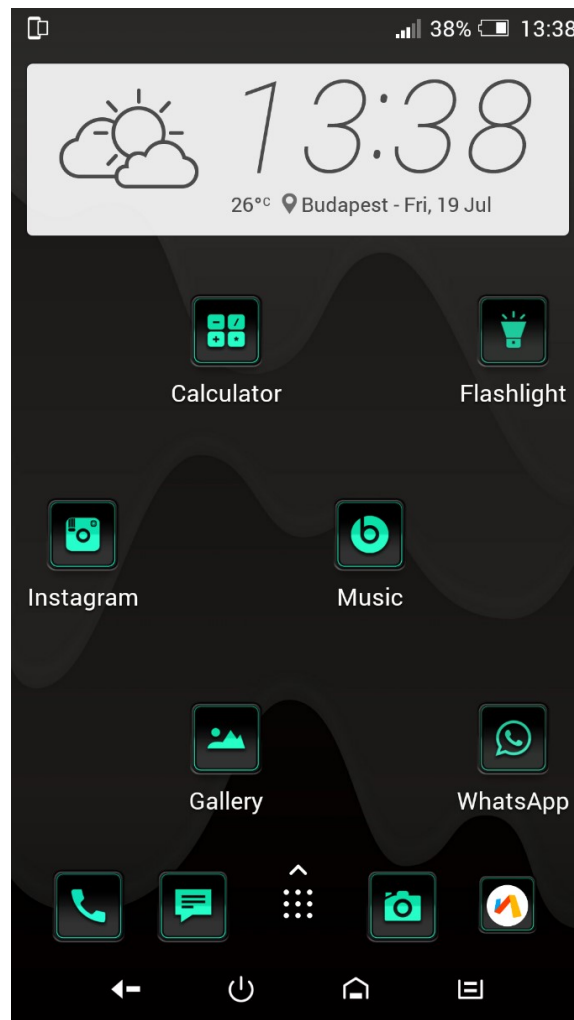 38% 13:38
13:38
26°C Budapest - Fri, 19 Jul
Calculator Flashlight
Instagram Music
Gallery WhatsApp